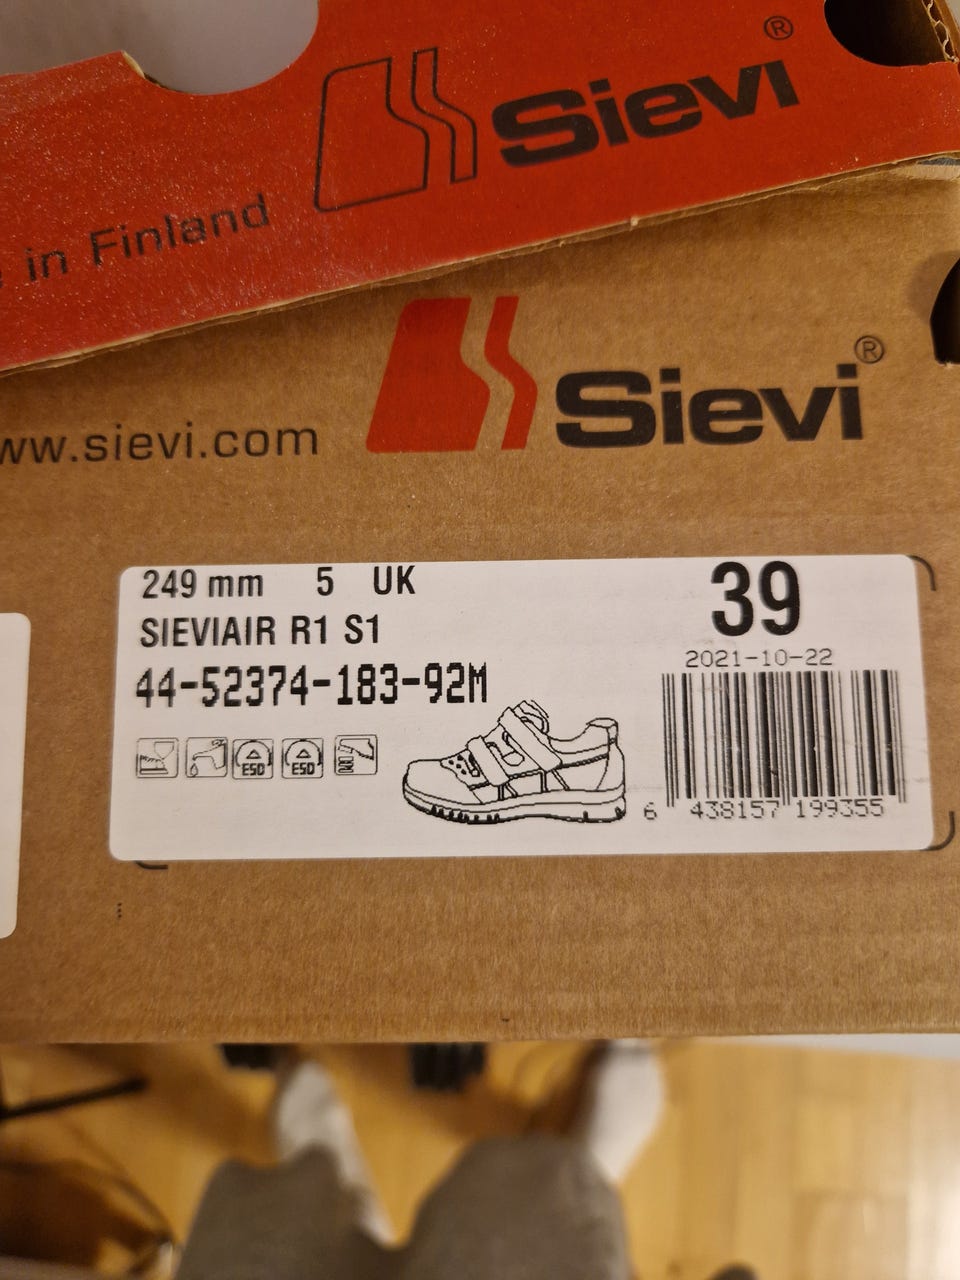 Sievi®
in Finland
www.sievi.com
Sievi®
249 mm 5 UK
39
SIEVIAIR R1 S1
2021-10-22
44-52374-183-92M
ESD
ESD
6 438157 199355